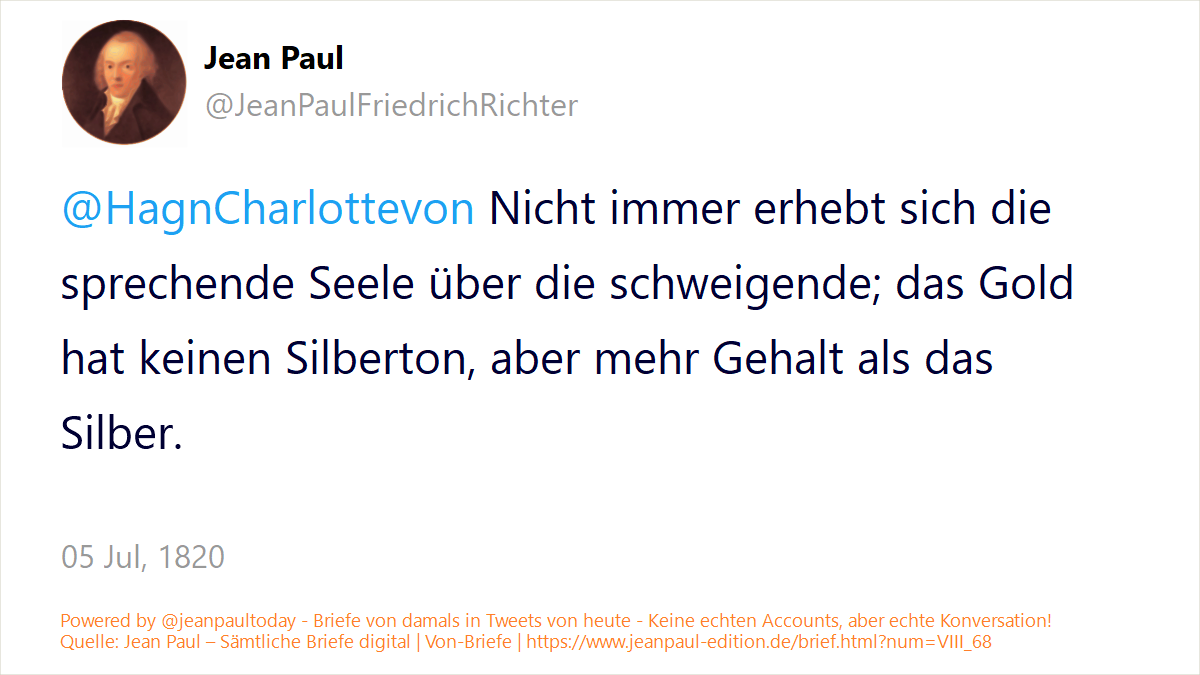 Jean Paul
@JeanPaulFriedrichRichter
@HagnCharlottevon Nicht immer erhebt sich die
sprechende Seele über die schweigende; das Gold
hat keinen Silberton, aber mehr Gehalt als das
Silber.
05 Jul, 1820
Powered by @jeanpaultoday - Briefe von damals in Tweets von heute - Keine echten Accounts, aber echte Konversation!
Quelle: Jean Paul – Sämtliche Briefe digital | Von-Briefe | https://www.jeanpaul-edition.de/brief.html?num=VIII_68